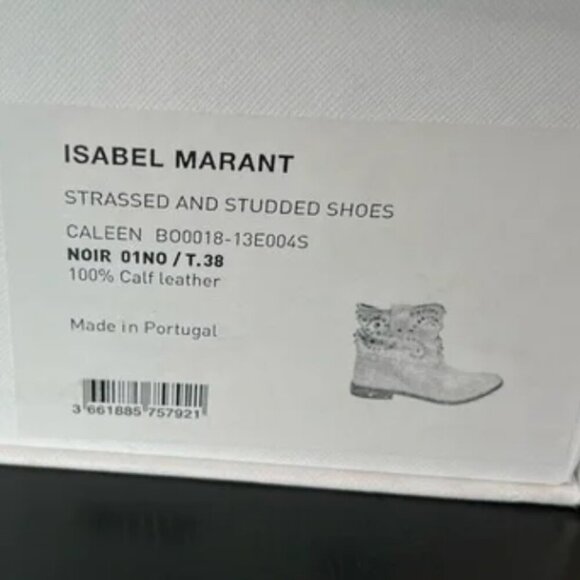 ISABEL MARANT
STRASSED AND STUDDED SHOES
CALEEN BO0018-13E004S
NOIR 01NO / T.38
100% Calf leather
Made in Portugal
3 661885 757921